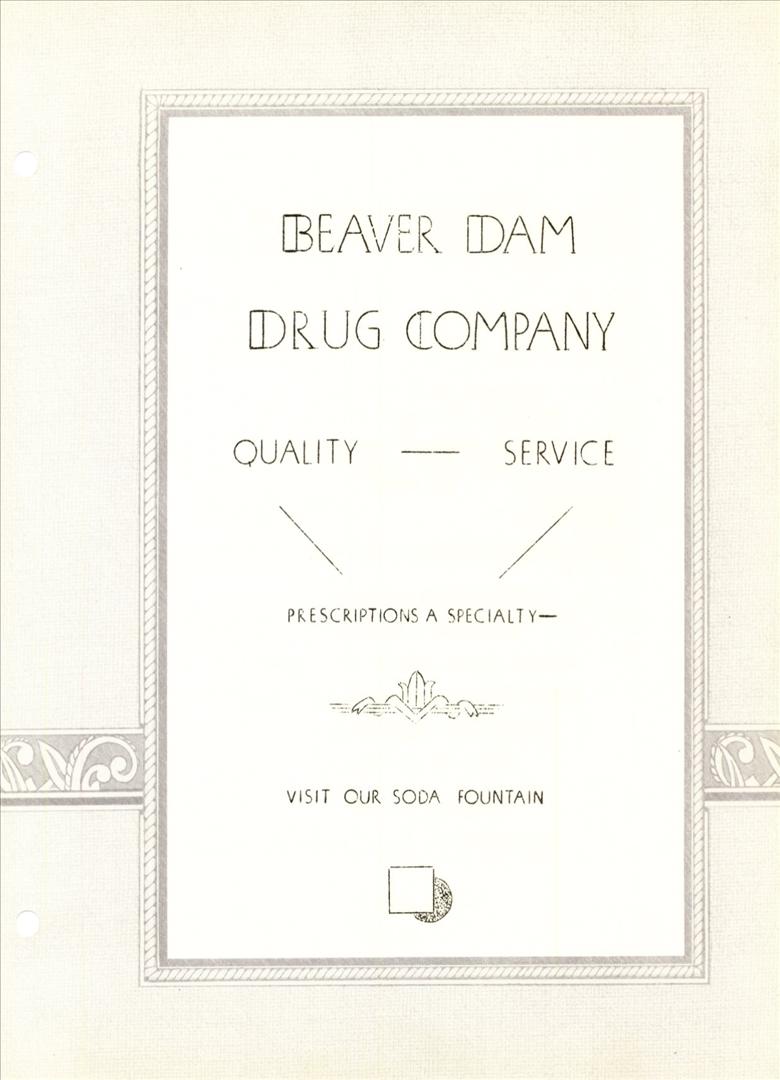 BEAVER DAM
DRUG COMPANY
QUALITY — SERVICE
PRESCRIPTIONS A SPECIALTY—
VISIT OUR SODA FOUNTAIN